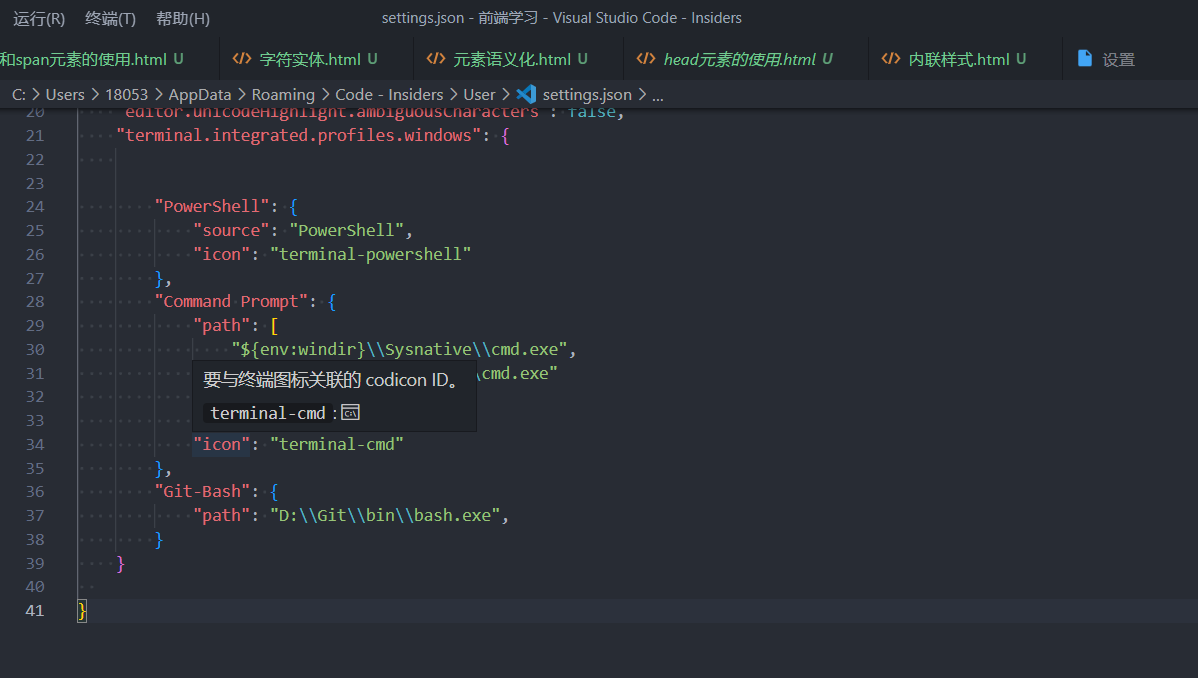 运行(R) 终端(T) 帮助(H) settings.json - 前端学习 - Visual Studio Code - Insiders
和span元素的使用.html U 字符实体.html U 元素语义化.html U head元素的使用.html U 内联样式.html U 设置
C: > Users > 18053 > AppData > Roaming > Code - Insiders > User > settings.json > ...
20 "editor.unicodeHighlight.ambiguousCharacters": false,
21 "terminal.integrated.profiles.windows": {
22
23
24 "PowerShell": {
25 "source": "PowerShell",
26 "icon": "terminal-powershell"
27 },
28 "Command Prompt": {
29 "path": [
30 "${env:windir}\\Sysnative\\cmd.exe",
31 \cmd.exe"
要与终端图标关联的 codicon ID。
32
terminal-cmd :
33
34 "icon": "terminal-cmd"
35 },
36 "Git-Bash": {
37 "path": "D:\\Git\\bin\\bash.exe",
38 }
39 }
40
41 }